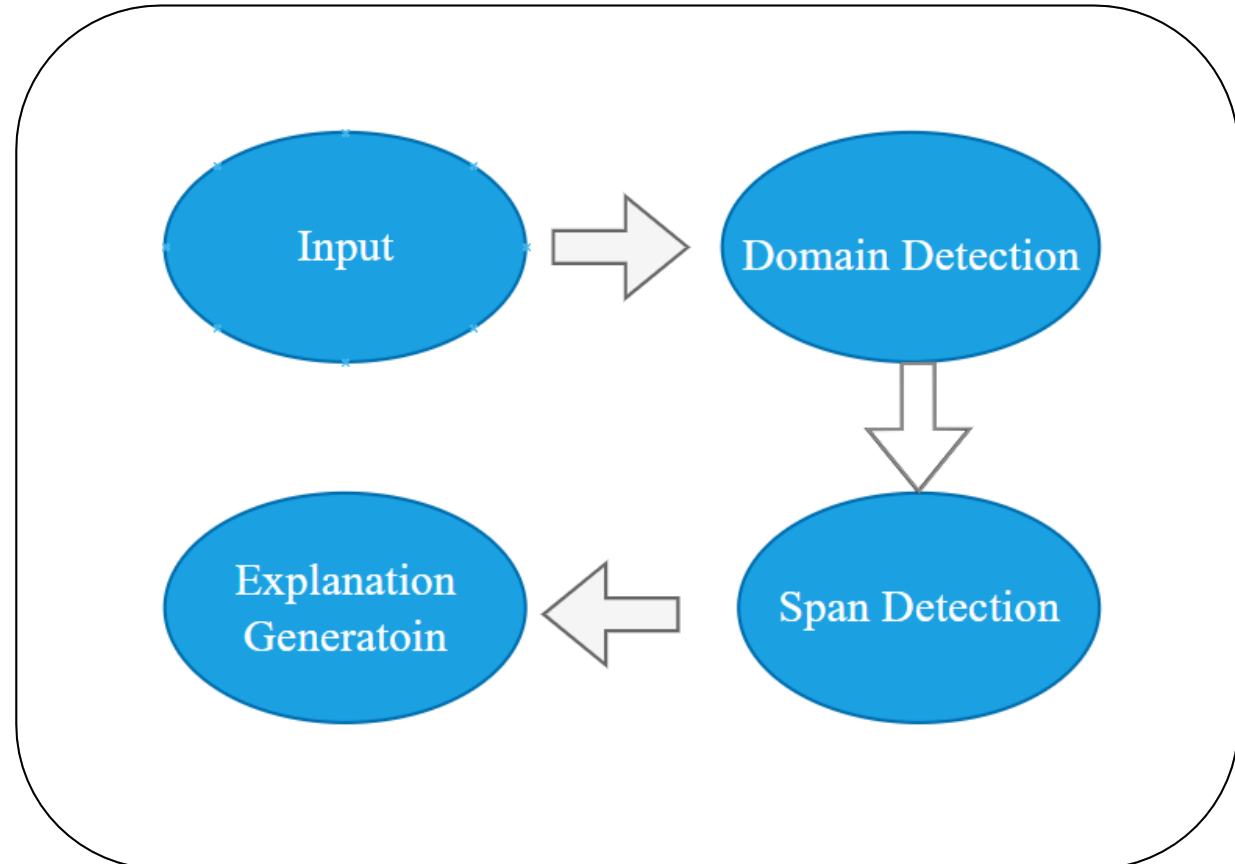 Input
Domain Detection
Explanation
Generatoin
Span Detection